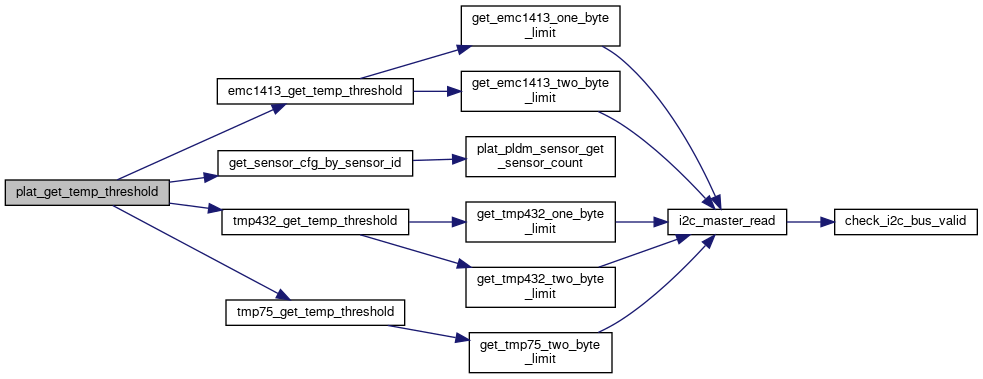 plat_get_temp_threshold
emc1413_get_temp_threshold
get_sensor_cfg_by_sensor_id
tmp432_get_temp_threshold
tmp75_get_temp_threshold
get_emc1413_one_byte
_limit
get_emc1413_two_byte
_limit
plat_pldm_sensor_get
_sensor_count
get_tmp432_one_byte
_limit
get_tmp432_two_byte
_limit
get_tmp75_two_byte
_limit
i2c_master_read
check_i2c_bus_valid